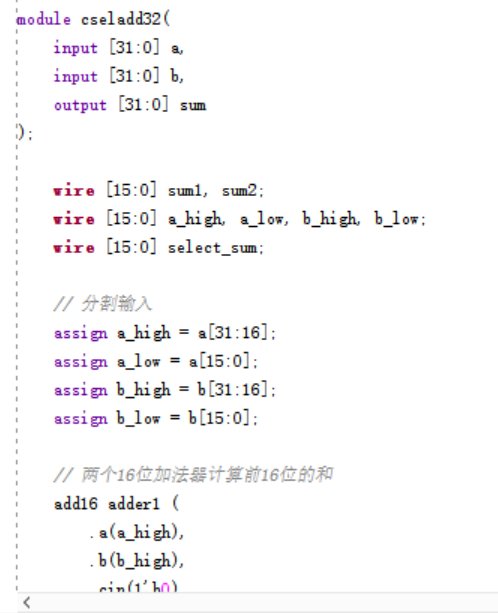 module cseladd32(
input [31:0] a,
input [31:0] b,
output [31:0] sum
);
wire [15:0] sum1, sum2;
wire [15:0] a_high, a_low, b_high, b_low;
wire [15:0] select_sum;
// 分割输入
assign a_high = a[31:16];
assign a_low = a[15:0];
assign b_high = b[31:16];
assign b_low = b[15:0];
// 两个16位加法器计算前16位的和
add16 adder1 (
.a(a_high),
.b(b_high),
.cin(1'b0)